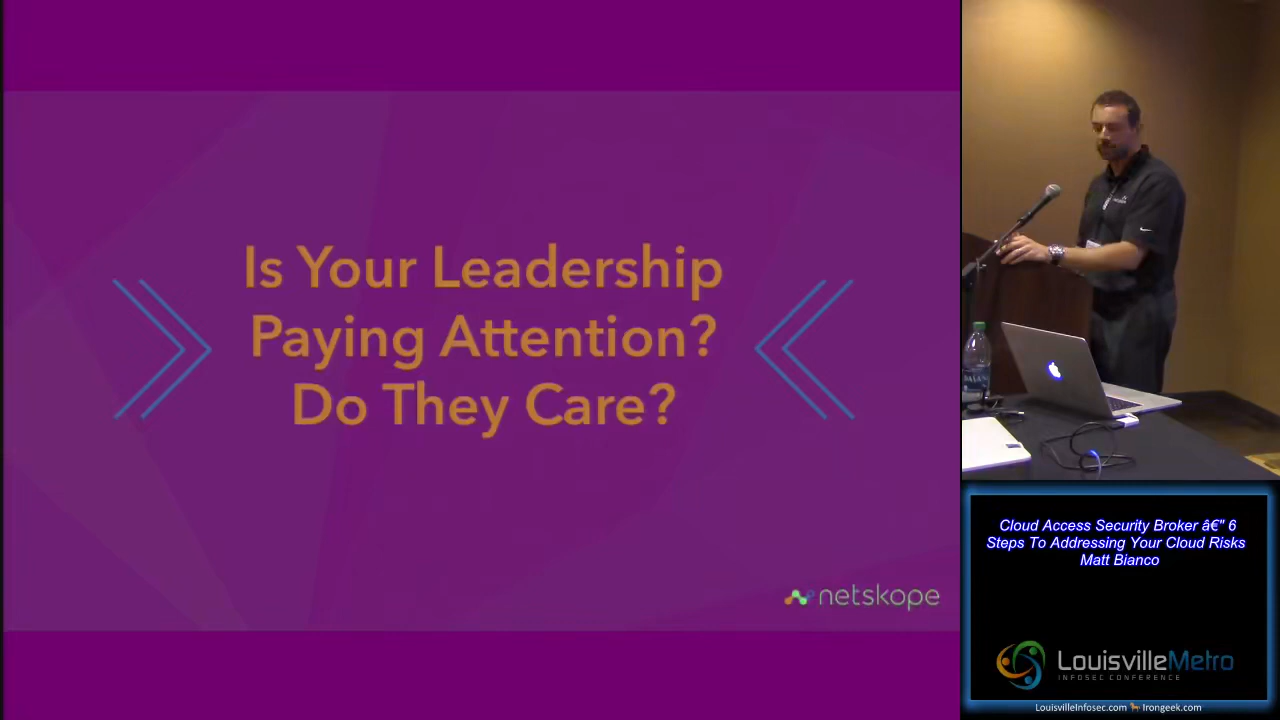 Is Your Leadership
Paying Attention?
Do They Care?
netskope
Cloud Access Security Broker â€" 6
Steps To Addressing Your Cloud Risks
Matt Bianco
LouisvilleMetro
INFOSEC CONFERENCE
LouisvilleInfosec.com Irongeek.com